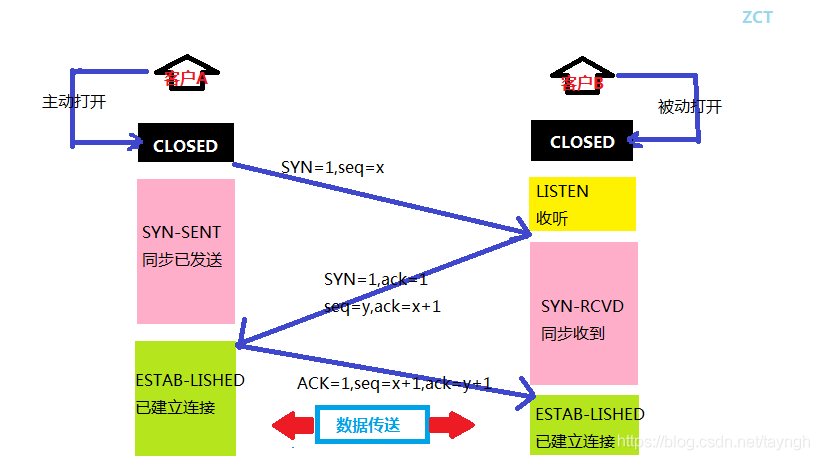 ZCT
客户A
客户B
主动打开
被动打开
CLOSED
CLOSED
SYN=1,seq=x
LISTEN
收听
SYN-SENT
同步已发送
SYN=1,ack=1
seq=y,ack=x+1
SYN-RCVD
同步收到
ESTAB-LISHED
已建立连接
ACK=1,seq=x+1,ack=y+1
数据传送
ESTAB-LISHED
已建立连接
https://blog.csdn.net/tayngh